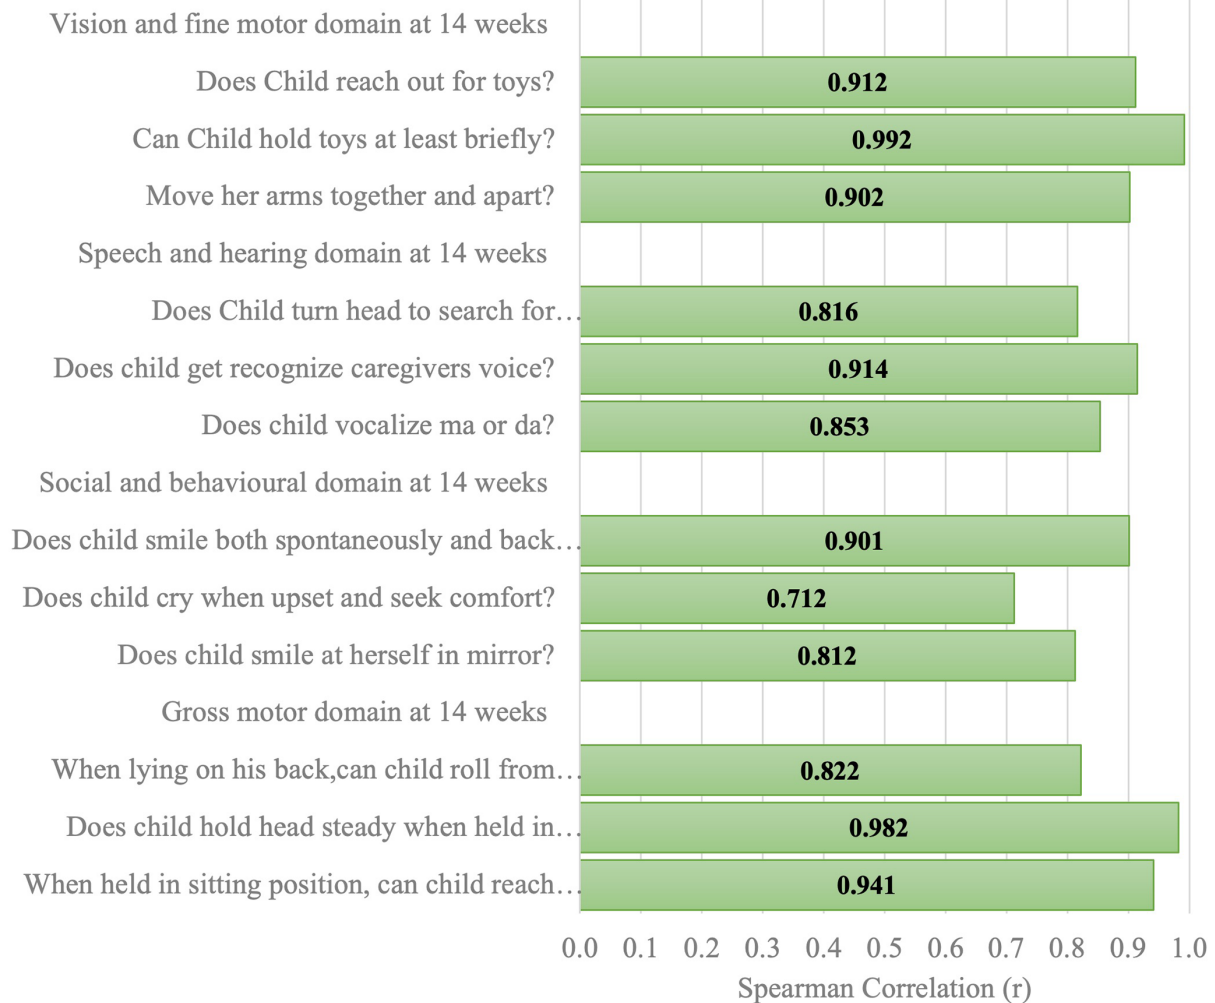 Vision and fine motor domain at 14 weeks
Does Child reach out for toys? 0.912
Can Child hold toys at least briefly? 0.992
Move her arms together and apart? 0.902
Speech and hearing domain at 14 weeks
Does Child turn head to search for… 0.816
Does child get recognize caregivers voice? 0.914
Does child vocalize ma or da? 0.853
Social and behavioural domain at 14 weeks
Does child smile both spontaneously and back… 0.901
Does child cry when upset and seek comfort? 0.712
Does child smile at herself in mirror? 0.812
Gross motor domain at 14 weeks
When lying on his back,can child roll from… 0.822
Does child hold head steady when held in… 0.982
When held in sitting position, can child reach… 0.941
0.0 0.1 0.2 0.3 0.4 0.5 0.6 0.7 0.8 0.9 1.0
Spearman Correlation (r)